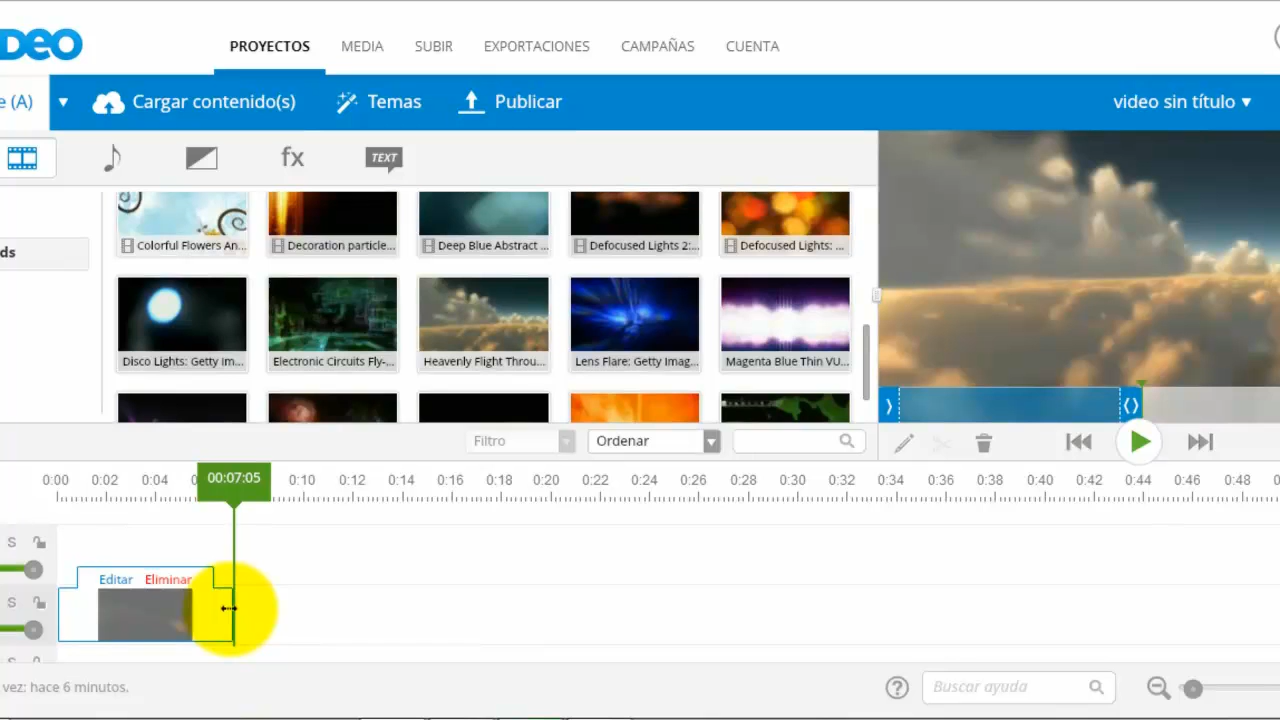 DEO
PROYECTOS MEDIA SUBIR EXPORTACIONES CAMPAÑAS CUENTA
e (A) Cargar contenido(s) Temas Publicar video sin título
fx TEXT
Colorful Flowers An... Decoration particle... Deep Blue Abstract ... Defocused Lights 2:... Defocused Lights: ...
ds
Disco Lights: Getty Im... Electronic Circuits Fly-... Heavenly Flight Throu... Lens Flare: Getty Imag... Magenta Blue Thin VU...
Filtro Ordenar
0:00 0:02 0:04 00:07:05 0:10 0:12 0:14 0:16 0:18 0:20 0:22 0:24 0:26 0:28 0:30 0:32 0:34 0:36 0:38 0:40 0:42 0:44 0:46 0:48
S
Editar Eliminar
S
vez: hace 6 minutos. Buscar ayuda